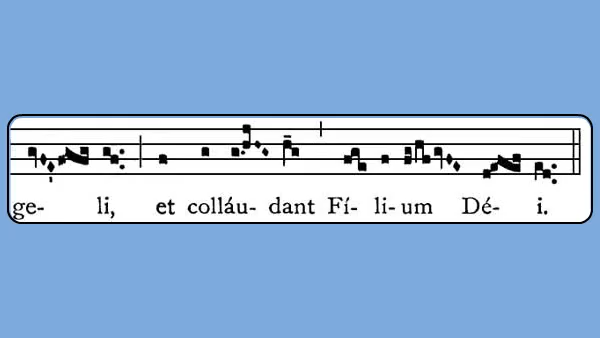 ge- li, et colláu- dant Fí- li- um Dé- i.